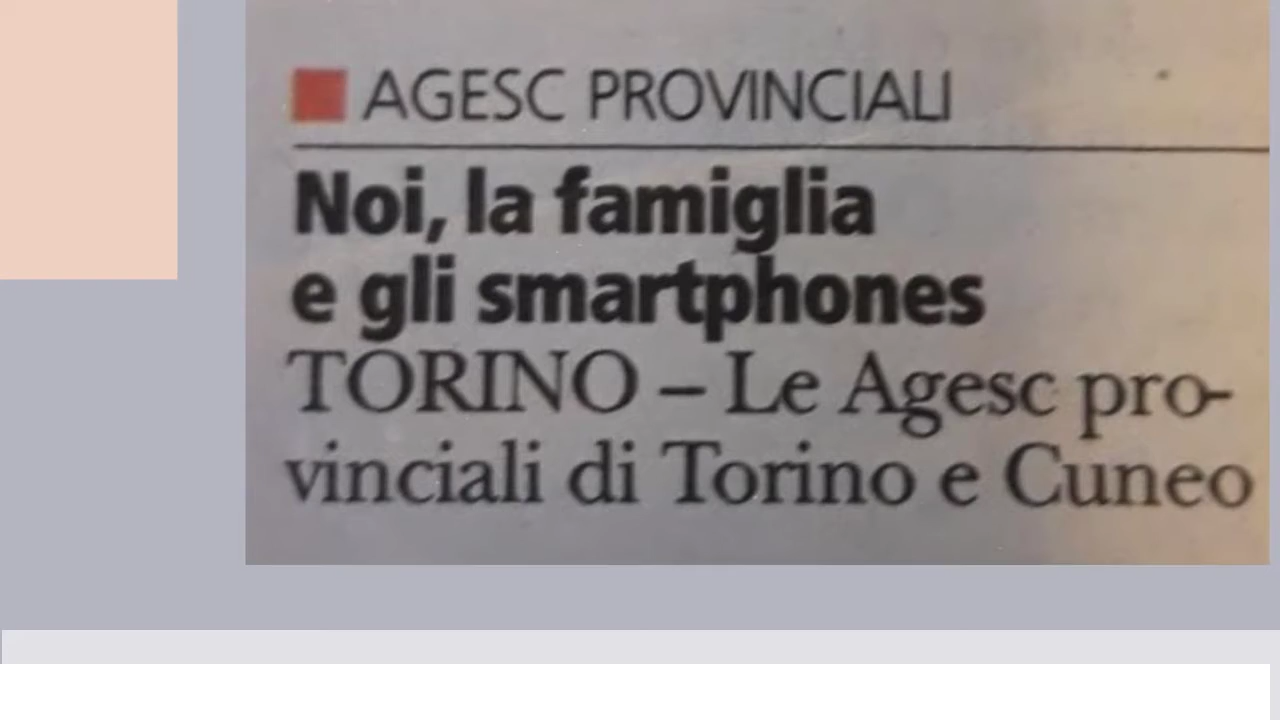 AGESC PROVINCIALI
Noi, la famiglia
e gli smartphones
TORINO – Le Agesc pro-
vinciali di Torino e Cuneo